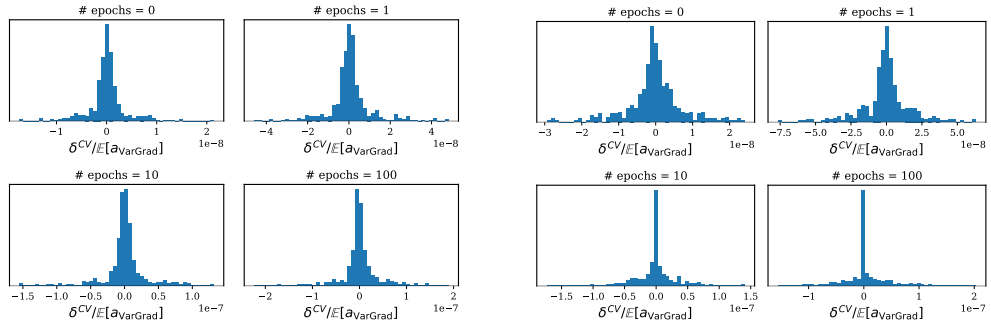 # epochs = 0
−1 0 1 2
1e−8
δ^CV/𝔼[a_VarGrad]
# epochs = 1
−4 −2 0 2 4
1e−8
δ^CV/𝔼[a_VarGrad]
# epochs = 10
−1.5 −1.0 −0.5 0.0 0.5 1.0
1e−7
δ^CV/𝔼[a_VarGrad]
# epochs = 100
−2 −1 0 1 2
1e−7
δ^CV/𝔼[a_VarGrad]
# epochs = 0
−3 −2 −1 0 1 2
1e−8
δ^CV/𝔼[a_VarGrad]
# epochs = 1
−7.5 −5.0 −2.5 0.0 2.5 5.0
1e−8
δ^CV/𝔼[a_VarGrad]
# epochs = 10
−1.5 −1.0 −0.5 0.0 0.5 1.0 1.5
1e−7
δ^CV/𝔼[a_VarGrad]
# epochs = 100
−1 0 1 2
1e−7
δ^CV/𝔼[a_VarGrad]